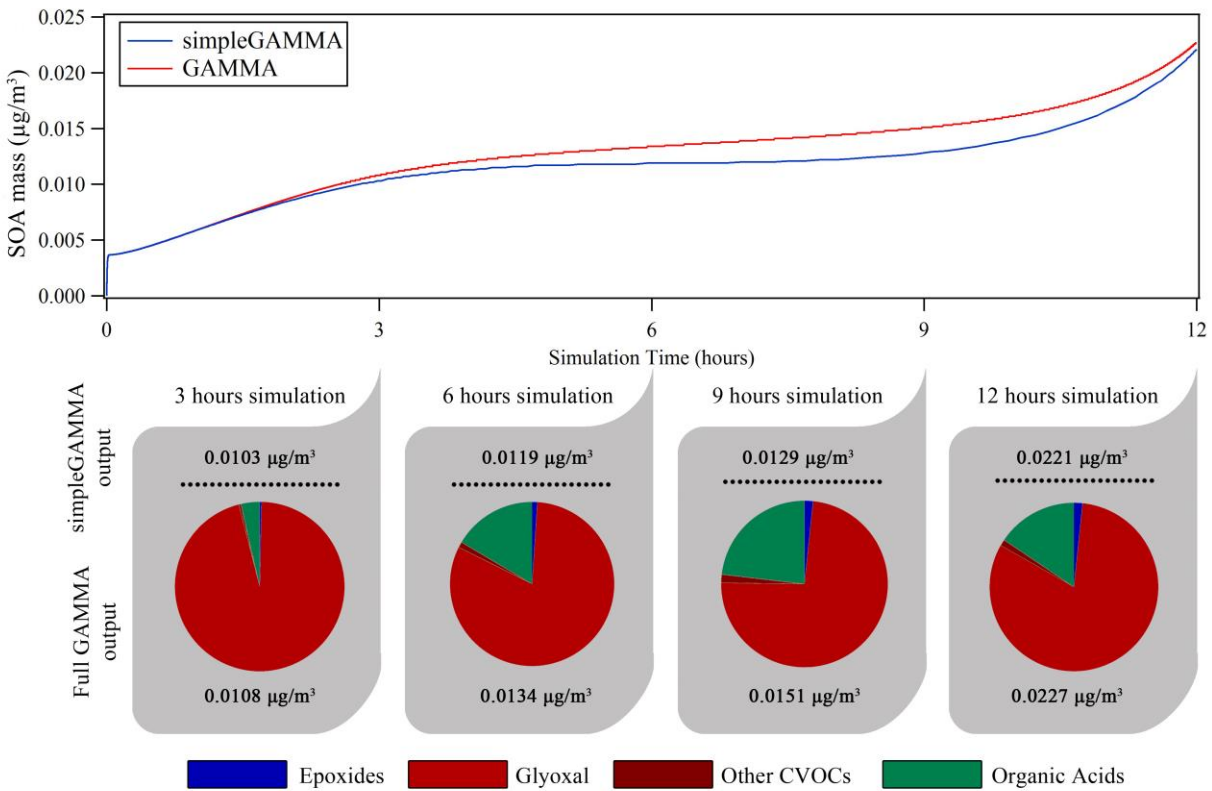 0.025
0.020
0.015
0.010
0.005
0.000
SOA mass (µg/m³)
simpleGAMMA
GAMMA
0 3 6 9 12
Simulation Time (hours)
simpleGAMMA output
Full GAMMA output
3 hours simulation
0.0103 µg/m³
0.0108 µg/m³
6 hours simulation
0.0119 µg/m³
0.0134 µg/m³
9 hours simulation
0.0129 µg/m³
0.0151 µg/m³
12 hours simulation
0.0221 µg/m³
0.0227 µg/m³
Epoxides Glyoxal Other CVOCs Organic Acids